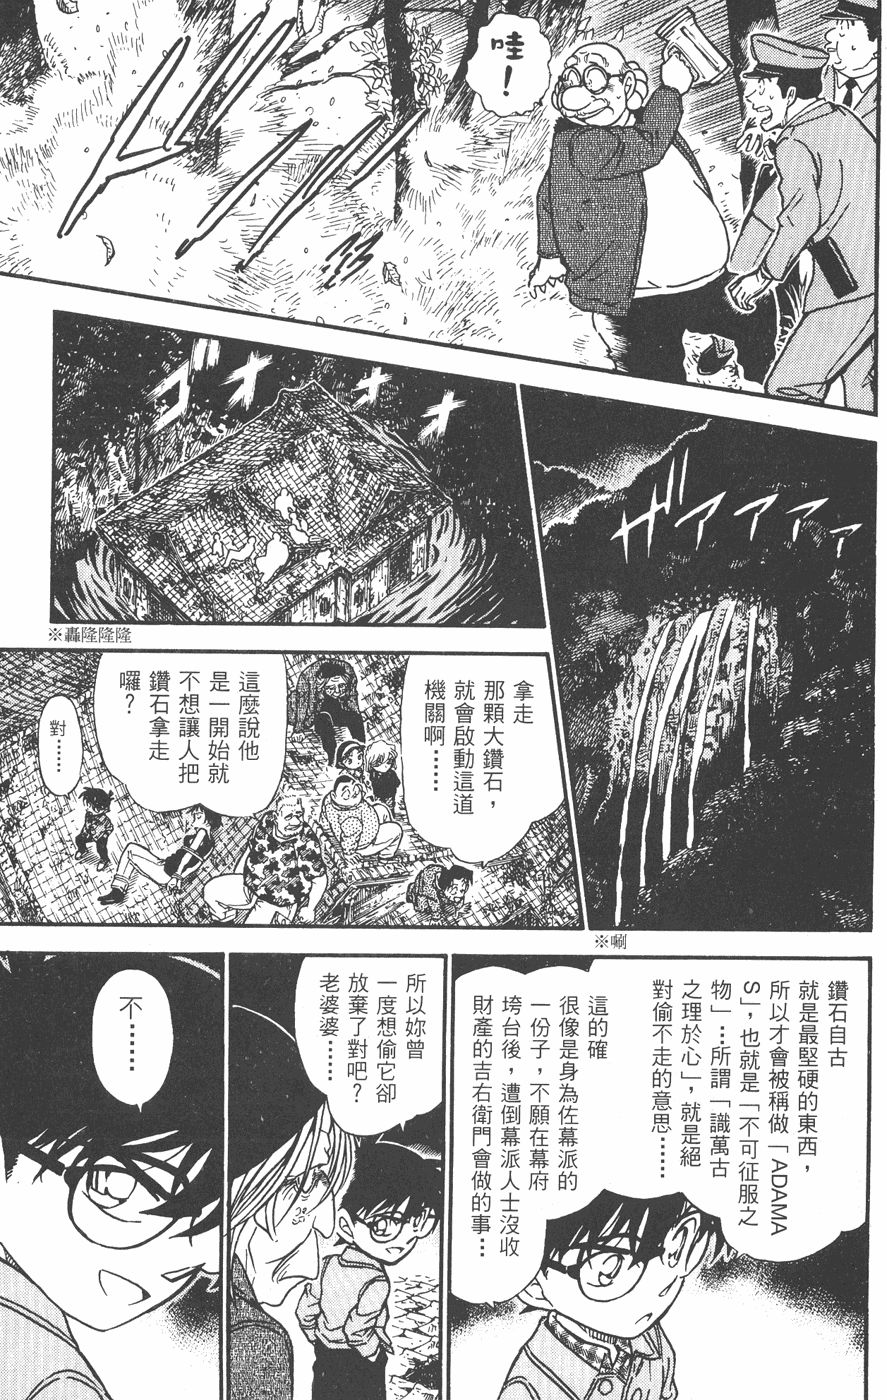 哇！
ドドドド
ザァァァァ
※唰
ゴゴゴゴ
※轟隆隆隆
拿走
那顆大鑽石，
就會啟動這道
機關啊……
這麼說他
是一開始就
不想讓人把
鑽石拿走
囉？
對……
鑽石自古
就是最堅硬的東西，
所以才會被稱做「ADAMA
S」，也就是「不可征服之
物」…所謂「識萬古
之理於心」，就是絕
對偷不走的意思……
這的確
很像是身為佐幕派的
一份子，不願在幕府
垮台後，遭倒幕派人士沒收
財產的吉右衛門會做的事…
所以妳曾
一度想偷它卻
放棄了對吧？
老婆婆……
不……